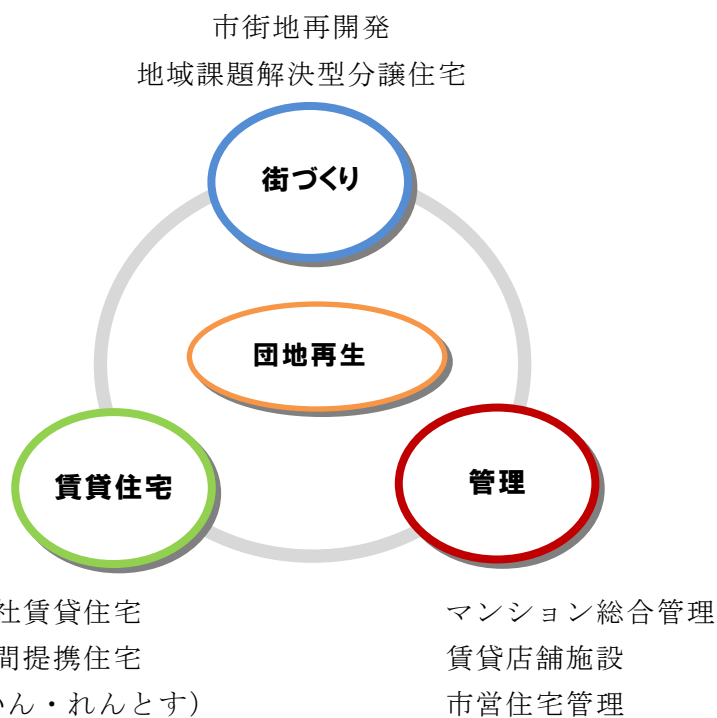 市街地再開発
地域課題解決型分譲住宅
街づくり
団地再生
賃貸住宅
管理
社賃貸住宅
間提携住宅
ん・れんとす）
マンション総合管理
賃貸店舗施設
市営住宅管理